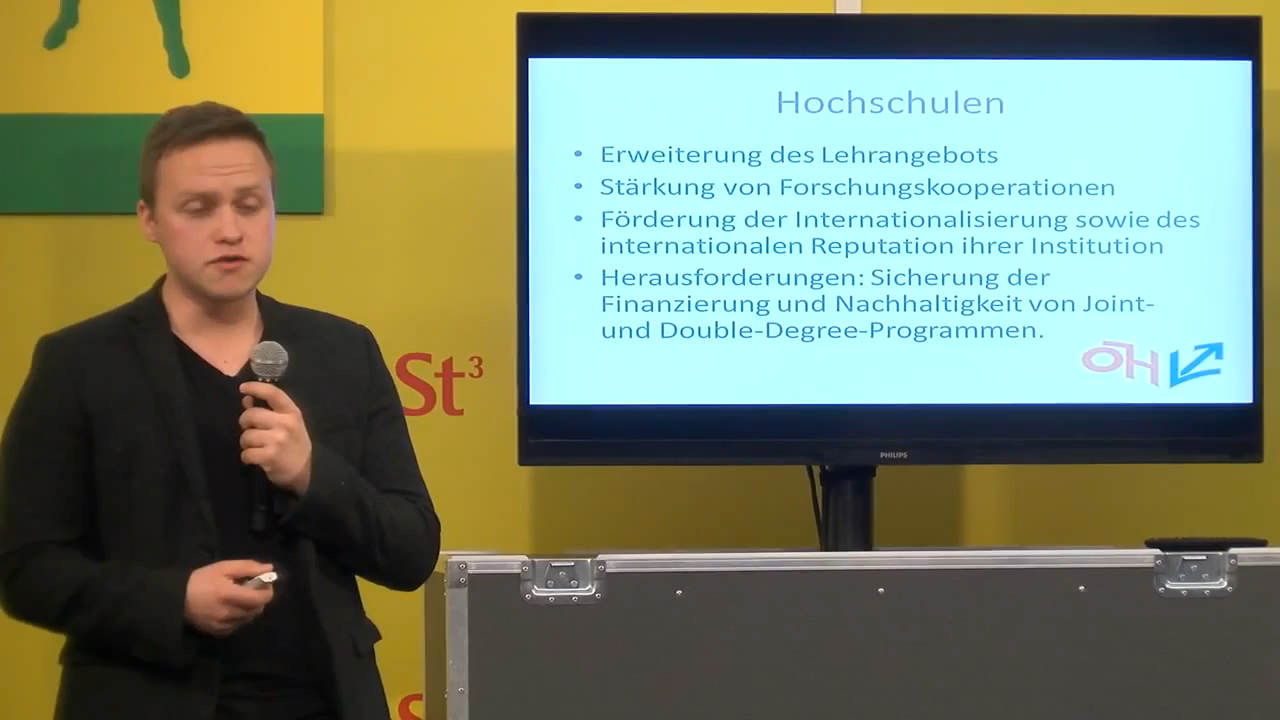 Hochschulen
• Erweiterung des Lehrangebots
• Stärkung von Forschungskooperationen
• Förderung der Internationalisierung sowie des
internationalen Reputation ihrer Institution
• Herausforderungen: Sicherung der
Finanzierung und Nachhaltigkeit von Joint-
und Double-Degree-Programmen.
ÖH
PHILIPS
St³